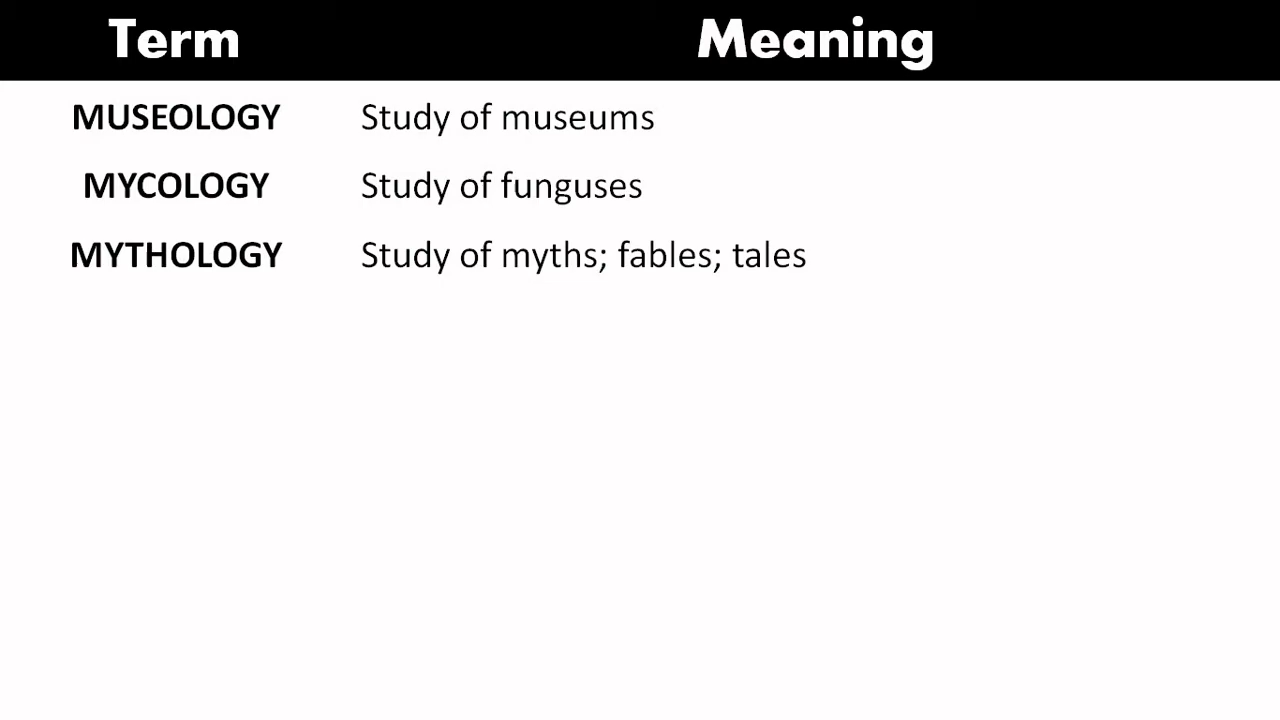 Term Meaning
MUSEOLOGY Study of museums
MYCOLOGY Study of funguses
MYTHOLOGY Study of myths; fables; tales